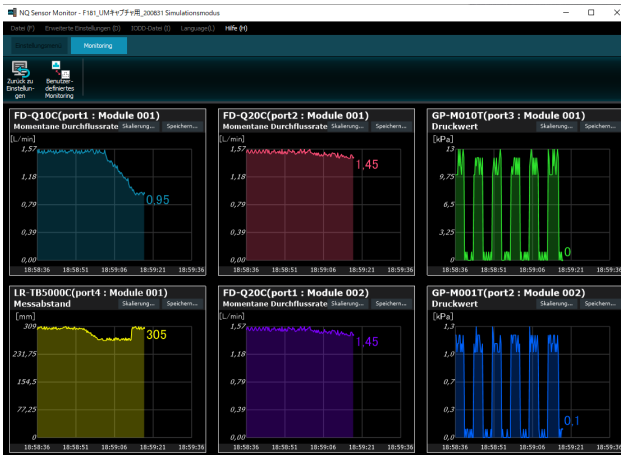 NQ Sensor Monitor - F181_UMキャプチャ用_200831 Simulationsmodus
Datei (F) Erweiterte Einstellungen (D) IODD-Datei (I) Language(L) Hilfe (H)
Monitoring
Zurück zu Einstellun-gen
Benutzer-definiertes Monitoring
FD-Q10C(port1 : Module 001)
Momentane Durchflussrate Skalierung... Speichern...
[L/min]
1,57
1,18
0,79
0,39
0,00
0,95
18:58:36 18:58:51 18:59:06 18:59:21 18:59:36
FD-Q20C(port2 : Module 001)
Momentane Durchflussrate Skalierung... Speichern...
[L/min]
1,57
1,18
0,79
0,39
0,00
1,45
18:58:36 18:58:51 18:59:06 18:59:21 18:59:36
GP-M010T(port3 : Module 001)
Druckwert Skalierung... Speichern...
[kPa]
13
9,75
6,5
3,25
0
0
18:58:36 18:58:51 18:59:06 18:59:21 18:59:36
LR-TB5000C(port4 : Module 001)
Messabstand Skalierung... Speichern...
[mm]
309
231,75
154,5
77,25
0
305
18:58:36 18:58:51 18:59:06 18:59:21 18:59:36
FD-Q20C(port1 : Module 002)
Momentane Durchflussrate Skalierung... Speichern...
[L/min]
1,57
1,18
0,79
0,39
0,00
1,45
18:58:36 18:58:51 18:59:06 18:59:21 18:59:36
GP-M001T(port2 : Module 002)
Druckwert Skalierung... Speichern...
[kPa]
1,3
1,0
0,7
0,3
0,0
0,1
18:58:36 18:58:51 18:59:06 18:59:21 18:59:36